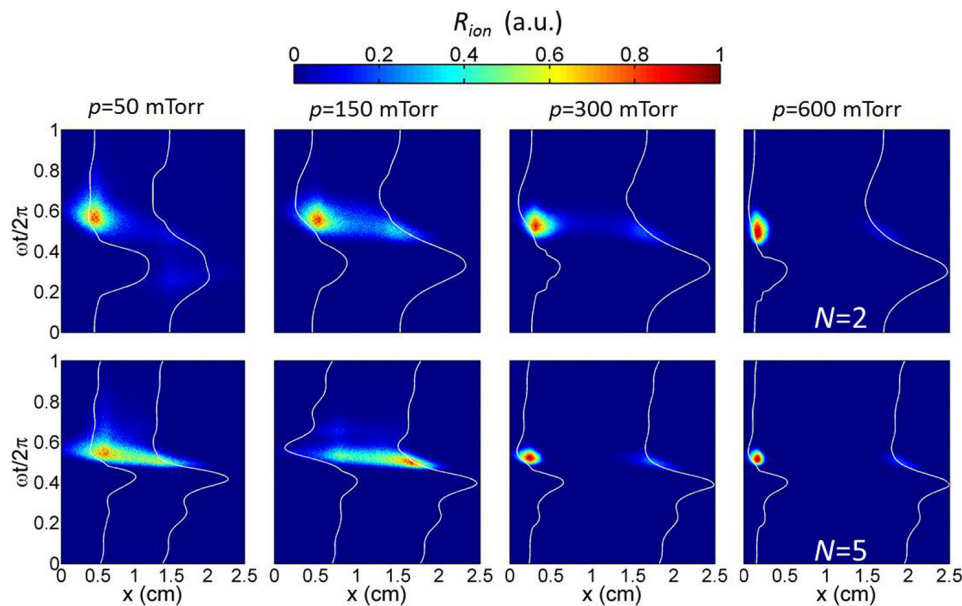 R_ion (a.u.)
0 0.2 0.4 0.6 0.8 1
p=50 mTorr p=150 mTorr p=300 mTorr p=600 mTorr
1
0.8
0.6
0.4
0.2
0
ωt/2π
N=2
1
0.8
0.6
0.4
0.2
0
ωt/2π
N=5
0 0.5 1 1.5 2 2.5 0 0.5 1 1.5 2 2.5 0 0.5 1 1.5 2 2.5 0 0.5 1 1.5 2 2.5
x (cm) x (cm) x (cm) x (cm)